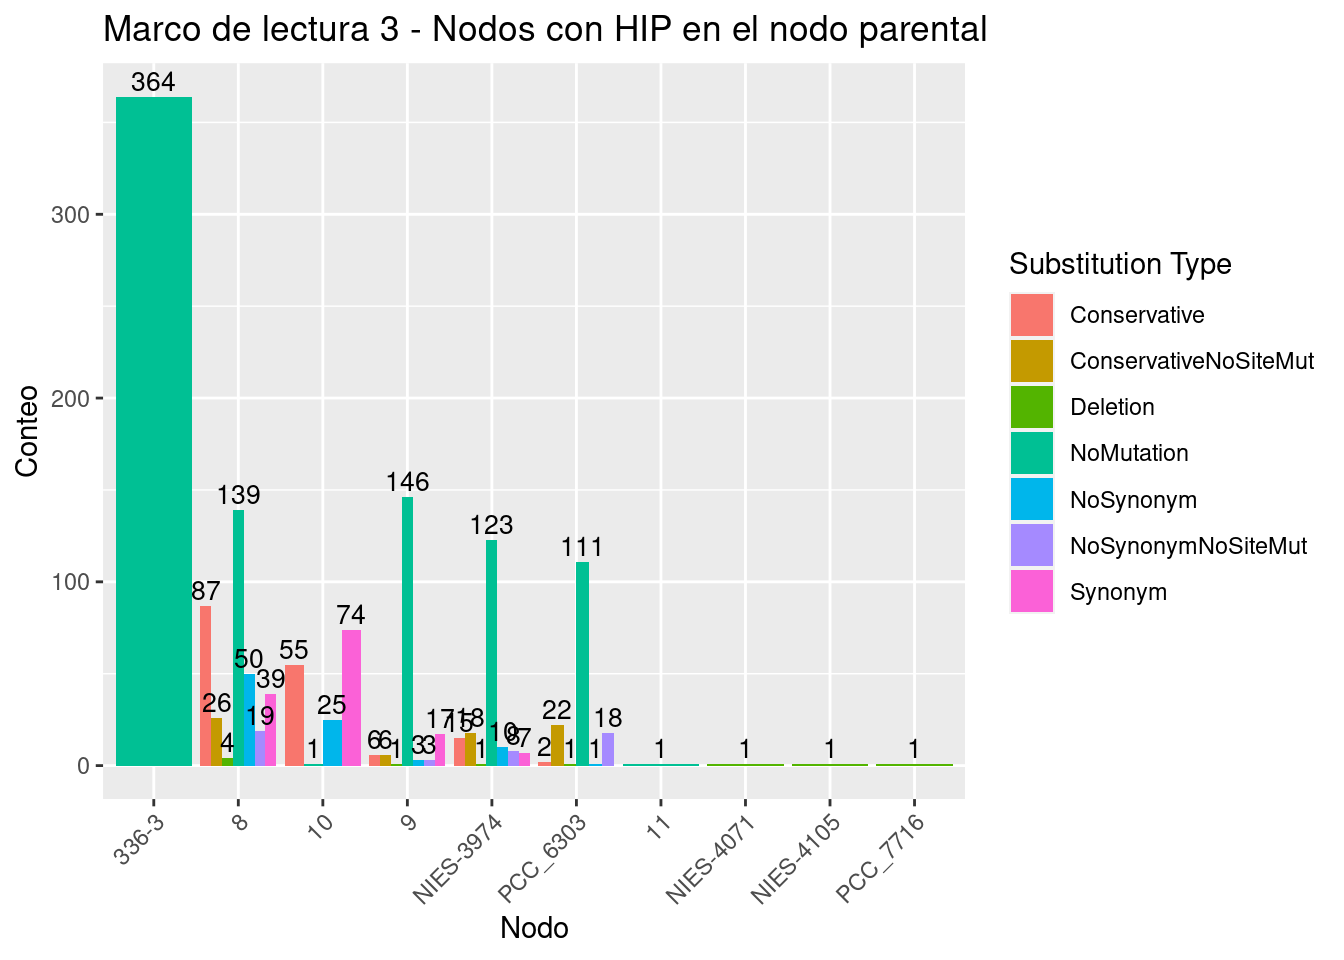 Marco de lectura 3 - Nodos con HIP en el nodo parental
Conteo
300
200
100
0
364
87
26
4
139
50
19
39
55
1
25
74
6
6
1
146
3
3
17
15
18
1
123
10
8
7
2
22
1
111
1
18
1
1
1
1
336-3
8
10
9
NIES-3974
PCC_6303
11
NIES-4071
NIES-4105
PCC_7716
Nodo
Substitution Type
Conservative
ConservativeNoSiteMut
Deletion
NoMutation
NoSynonym
NoSynonymNoSiteMut
Synonym